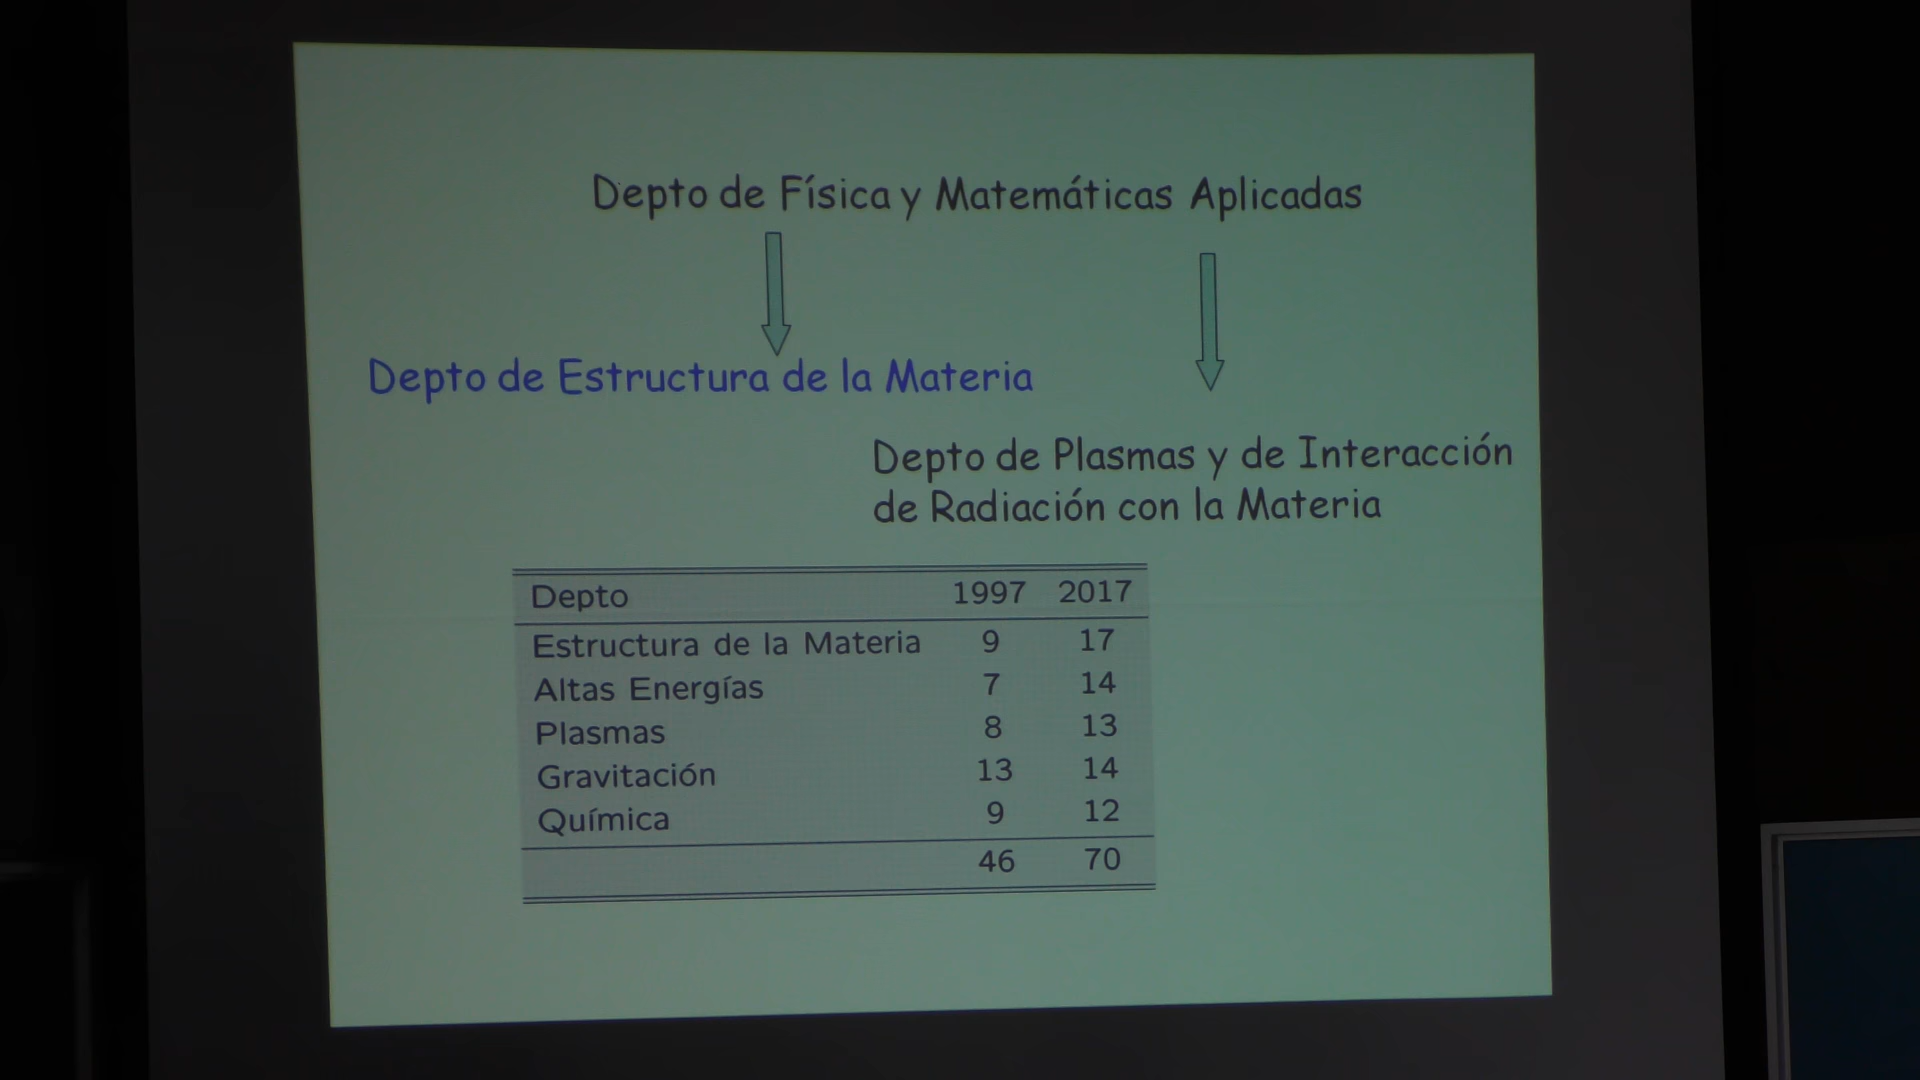 Depto de Física y Matemáticas Aplicadas
Depto de Estructura de la Materia
Depto de Plasmas y de Interacción
de Radiación con la Materia
Depto 1997 2017
Estructura de la Materia 9 17
Altas Energías 7 14
Plasmas 8 13
Gravitación 13 14
Química 9 12
46 70